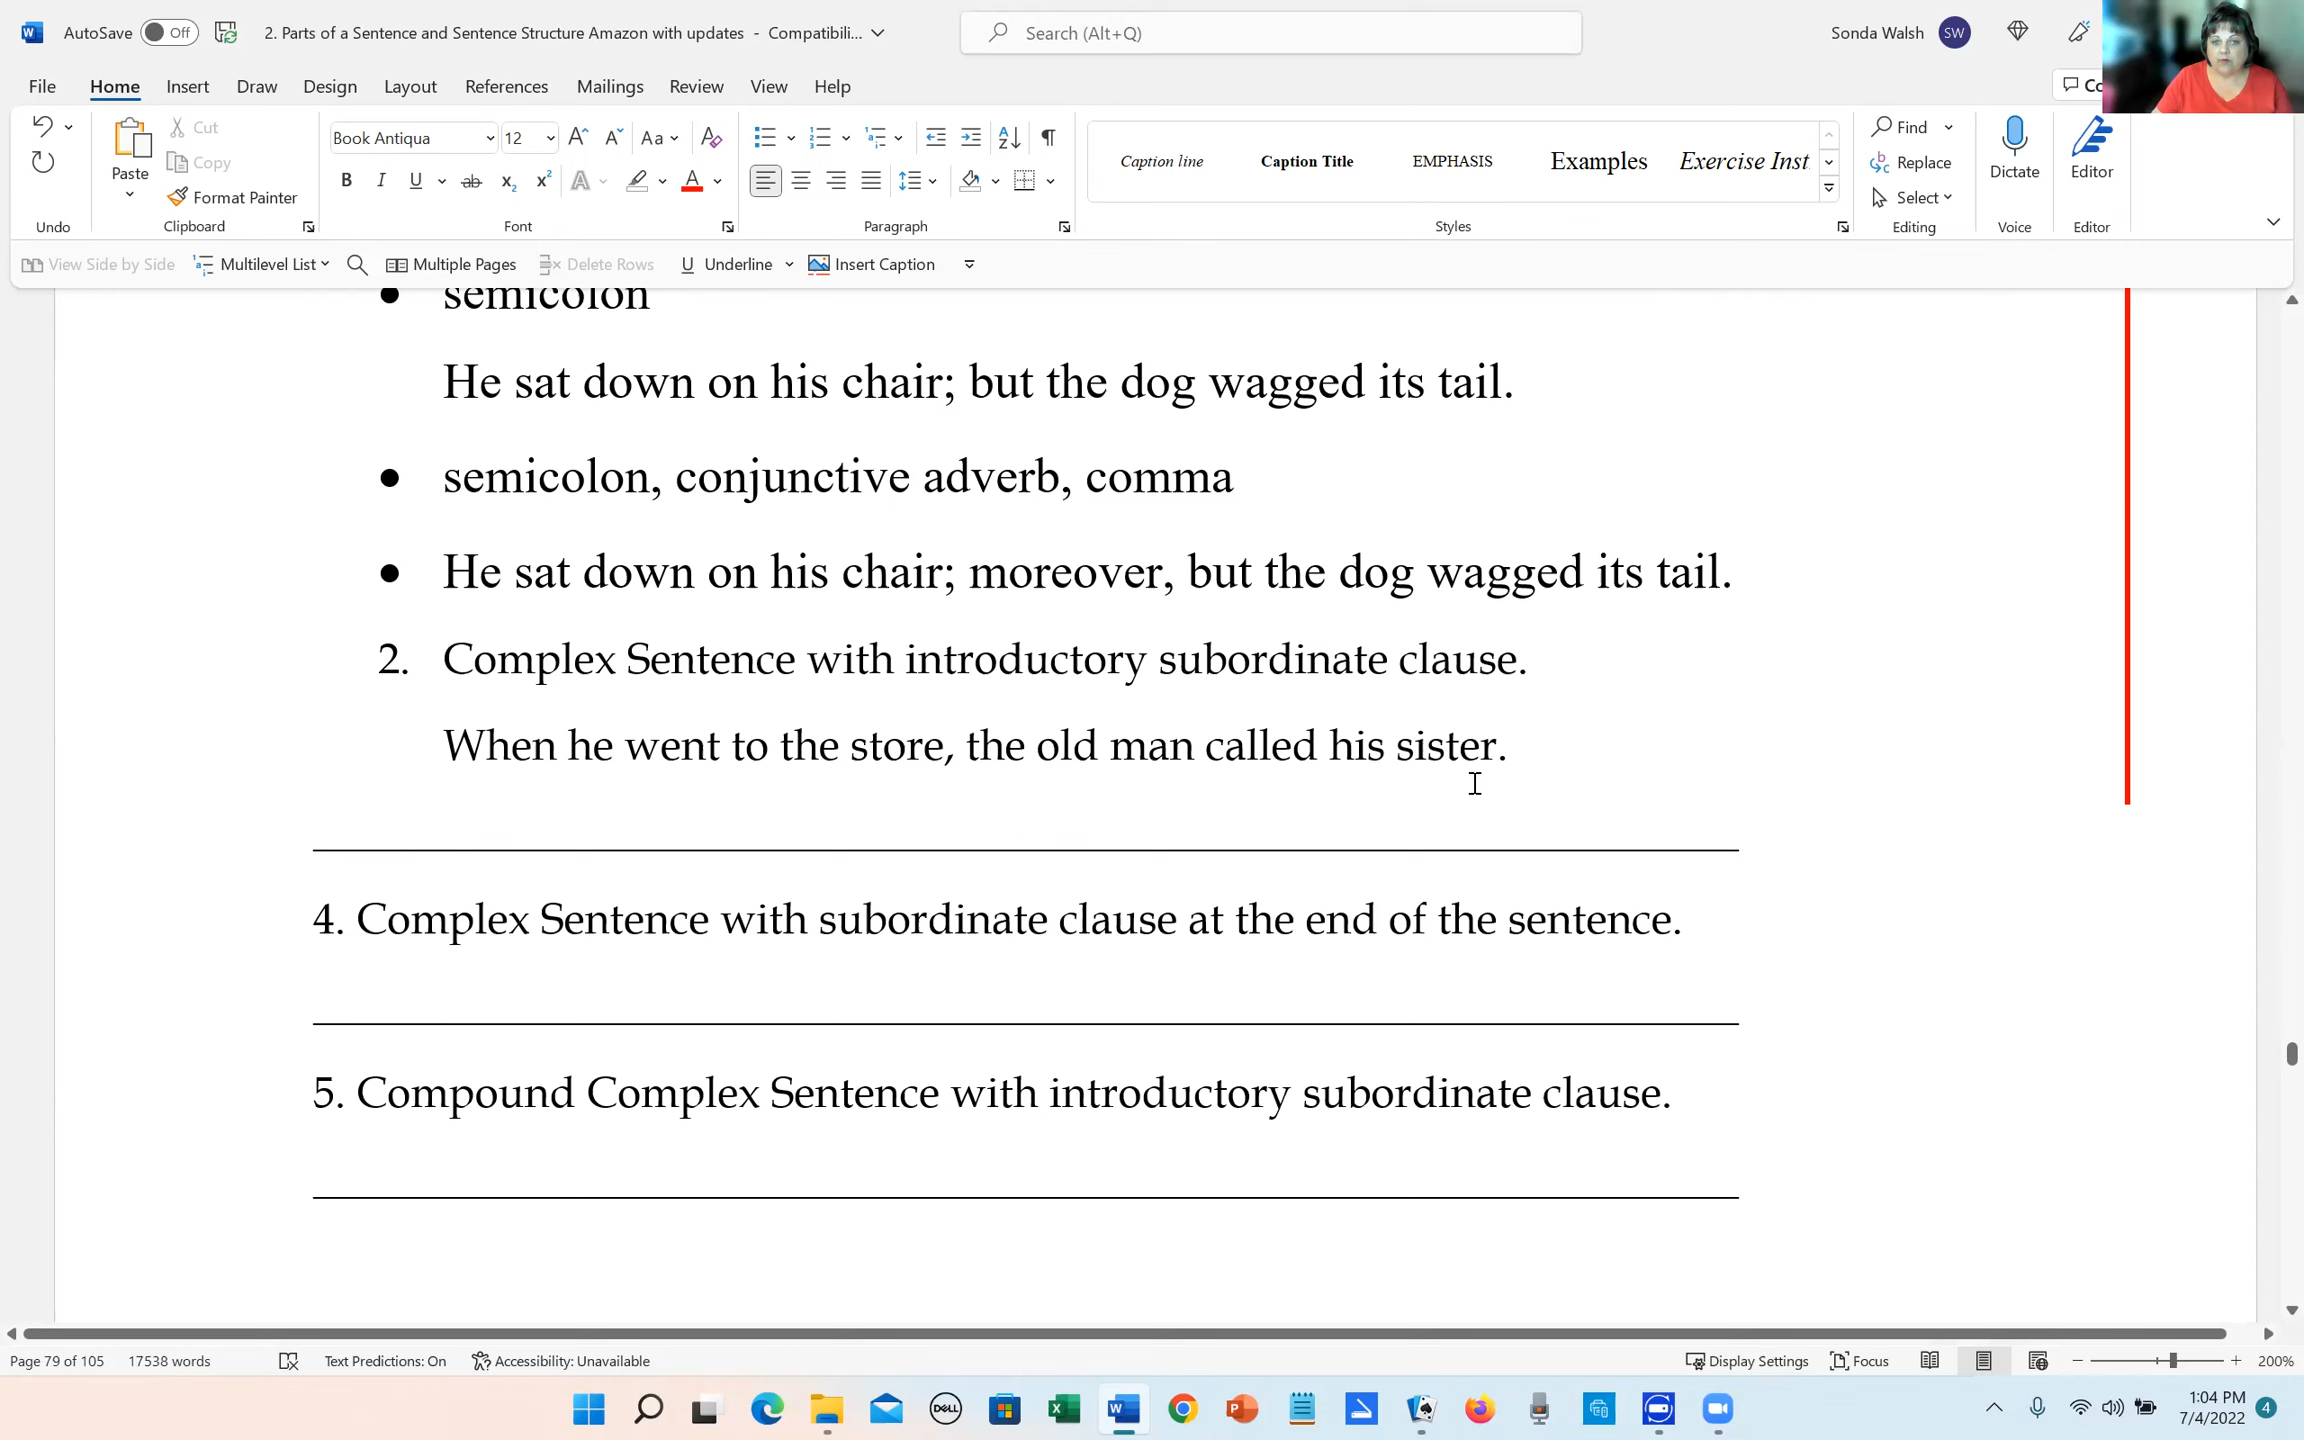 AutoSave Off 2. Parts of a Sentence and Sentence Structure Amazon with updates - Compatibili... Search (Alt+Q) Sonda Walsh SW
File Home Insert Draw Design Layout References Mailings Review View Help Co
Paste Cut Copy Format Painter
Book Antiqua 12 Aa
Caption line Caption Title EMPHASIS Examples Exercise Inst
Find Replace Select Dictate Editor
Undo Clipboard Font Paragraph Styles Editing Voice Editor
View Side by Side Multilevel List Multiple Pages Delete Rows U Underline Insert Caption
• semicolon
He sat down on his chair; but the dog wagged its tail.
• semicolon, conjunctive adverb, comma
• He sat down on his chair; moreover, but the dog wagged its tail.
2. Complex Sentence with introductory subordinate clause.
When he went to the store, the old man called his sister.
4. Complex Sentence with subordinate clause at the end of the sentence.
5. Compound Complex Sentence with introductory subordinate clause.
Page 79 of 105 17538 words Text Predictions: On Accessibility: Unavailable Display Settings Focus 200%
1:04 PM
7/4/2022 4